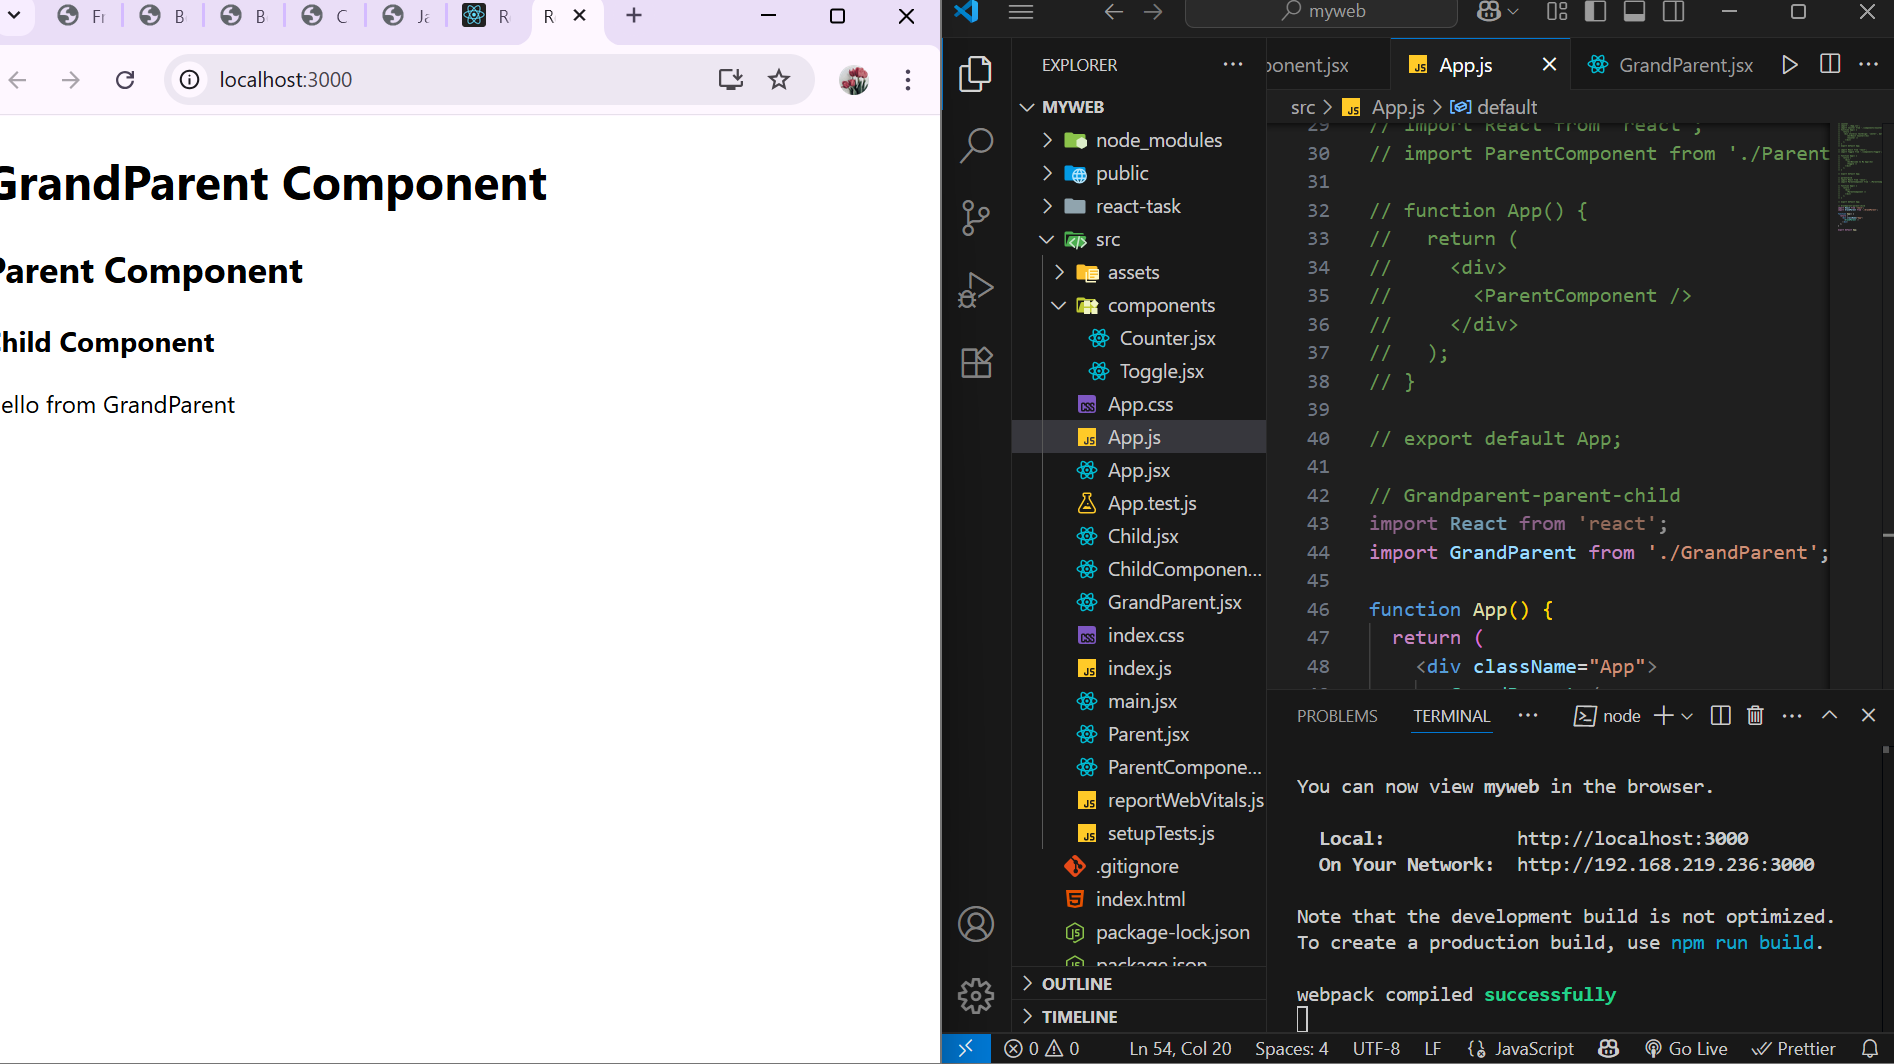 localhost:3000
GrandParent Component
Parent Component
hild Component
ello from GrandParent
myweb
EXPLORER
MYWEB
node_modules
public
react-task
src
assets
components
Counter.jsx
Toggle.jsx
App.css
App.js
App.jsx
App.test.js
Child.jsx
ChildComponen...
GrandParent.jsx
index.css
index.js
main.jsx
Parent.jsx
ParentCompone...
reportWebVitals.js
setupTests.js
.gitignore
index.html
package-lock.json
package.json
OUTLINE
TIMELINE
ponent.jsx
App.js
GrandParent.jsx
src > App.js > default
29 // import React from 'react';
30 // import ParentComponent from './Parent
31
32 // function App() {
33 //   return (
34 //     <div>
35 //       <ParentComponent />
36 //     </div>
37 //   );
38 // }
39
40 // export default App;
41
42 // Grandparent-parent-child
43 import React from 'react';
44 import GrandParent from './GrandParent';
45
46 function App() {
47   return (
48     <div className="App">
PROBLEMS
TERMINAL
node
You can now view myweb in the browser.
Local: http://localhost:3000
On Your Network: http://192.168.219.236:3000
Note that the development build is not optimized.
To create a production build, use npm run build.
webpack compiled successfully
0 0
Ln 54, Col 20
Spaces: 4
UTF-8
LF
JavaScript
Go Live
Prettier